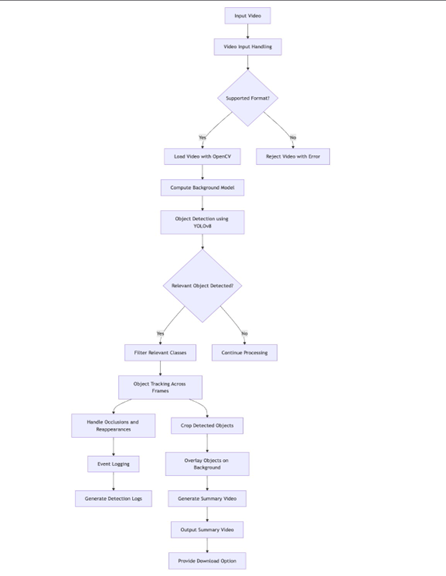 Input Video
Video Input Handling
Supported Format?
Yes
No
Load Video with OpenCV
Reject Video with Error
Compute Background Model
Object Detection using
YOLOv8
Relevant Object Detected?
Yes
No
Filter Relevant Classes
Continue Processing
Object Tracking Across
Frames
Handle Occlusions and
Reappearances
Crop Detected Objects
Event Logging
Overlay Objects on
Background
Generate Detection Logs
Generate Summary Video
Output Summary Video
Provide Download Option